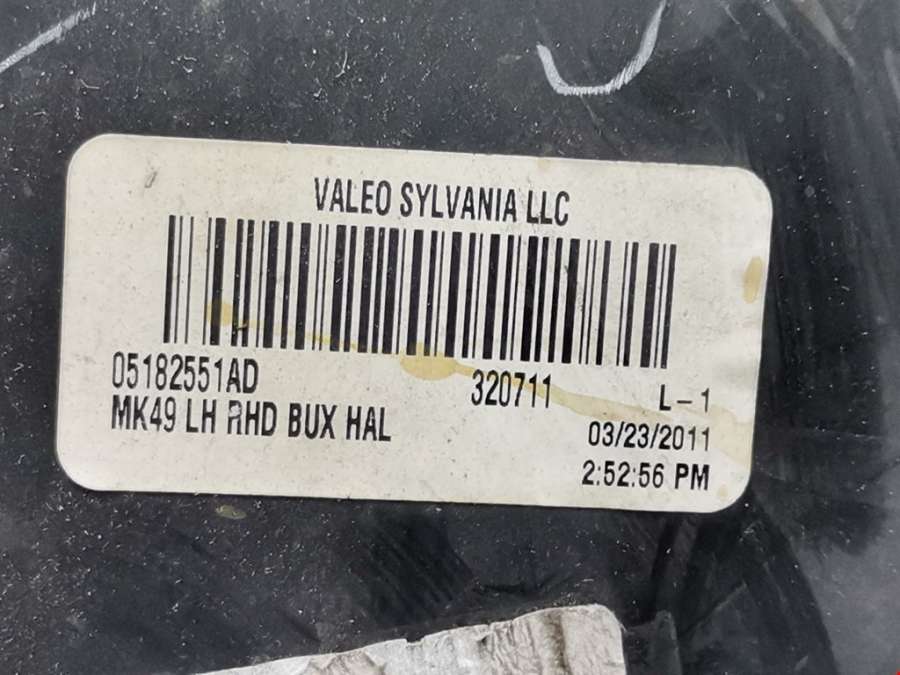 VALEO SYLVANIA LLC
05182551AD 320711 L-1
MK49 LH RHD BUX HAL 03/23/2011
2:52:56 PM